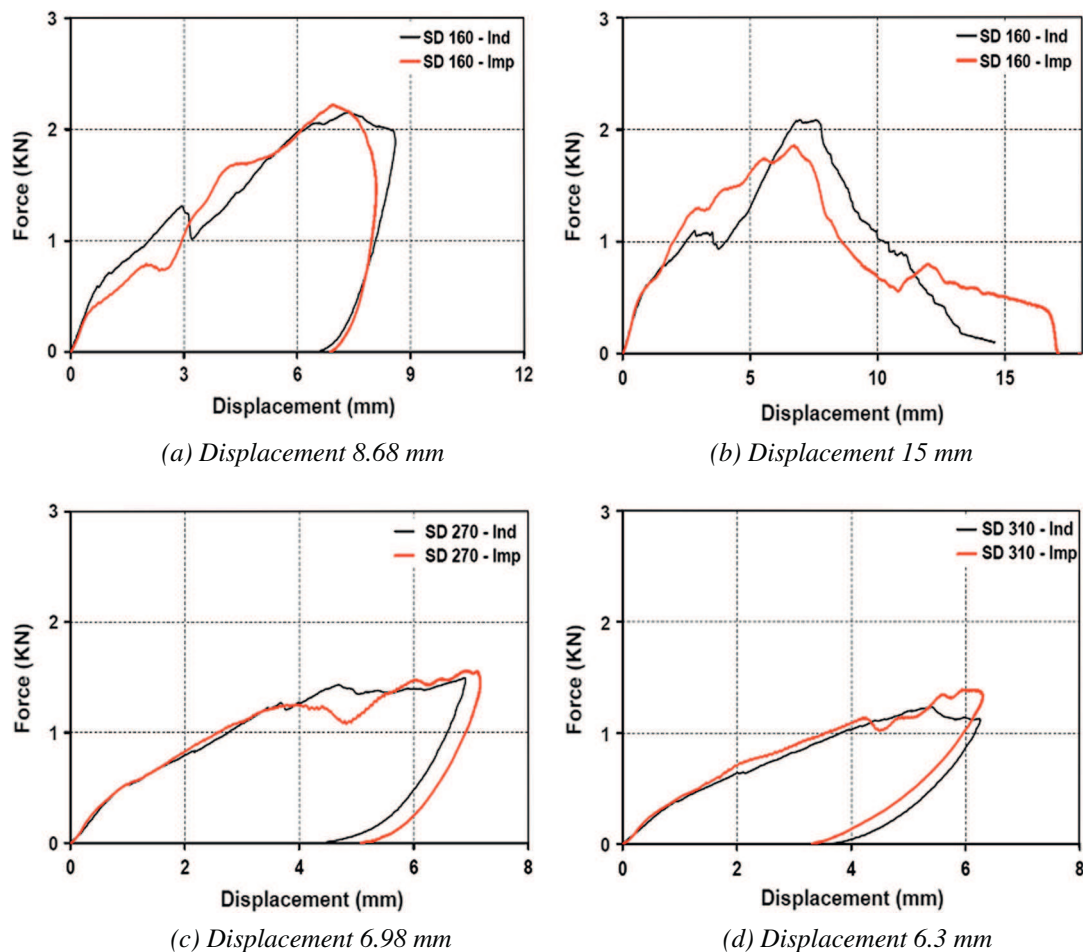 3
SD 160 - Ind
SD 160 - Imp
2
1
0
Force (KN)
0 3 6 9 12
Displacement (mm)
(a) Displacement 8.68 mm
3
SD 160 - Ind
SD 160 - Imp
2
1
0
Force (KN)
0 5 10 15
Displacement (mm)
(b) Displacement 15 mm
3
SD 270 - Ind
SD 270 - Imp
2
1
0
Force (KN)
0 2 4 6 8
Displacement (mm)
(c) Displacement 6.98 mm
3
SD 310 - Ind
SD 310 - Imp
2
1
0
Force (KN)
0 2 4 6 8
Displacement (mm)
(d) Displacement 6.3 mm